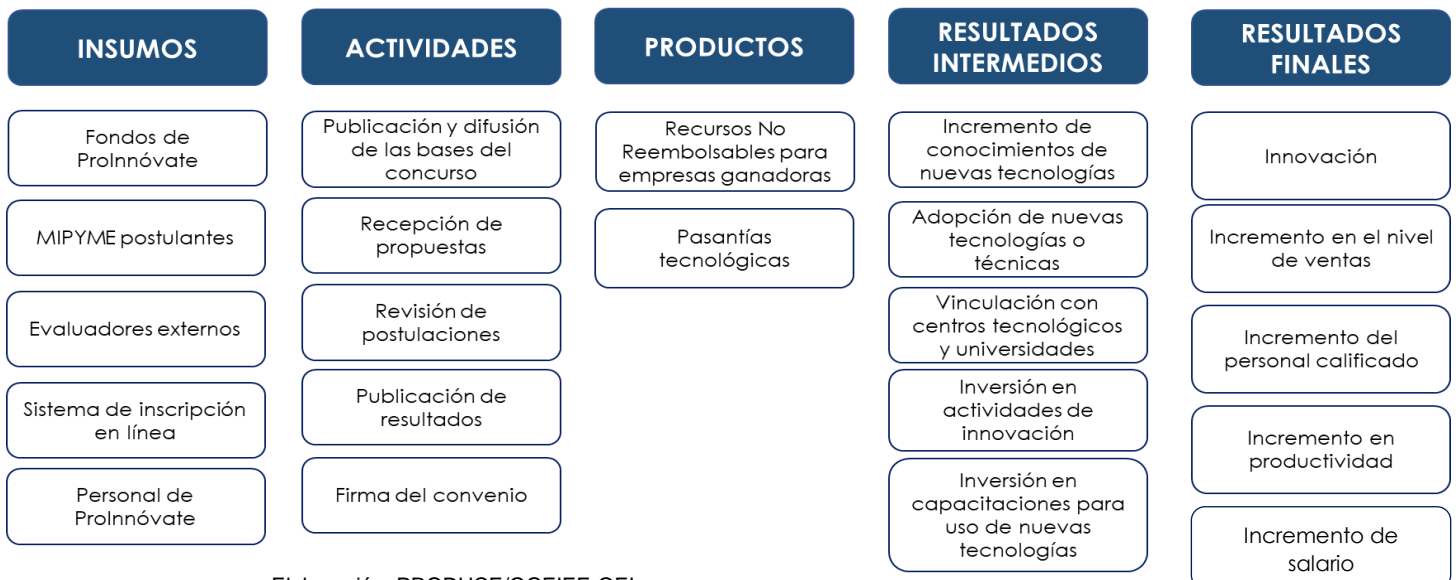 INSUMOS
Fondos de
ProInnóvate
MIPYME postulantes
Evaluadores externos
Sistema de inscripción
en línea
Personal de
ProInnóvate
ACTIVIDADES
Publicación y difusión
de las bases del
concurso
Recepción de
propuestas
Revisión de
postulaciones
Publicación de
resultados
Firma del convenio
PRODUCTOS
Recursos No
Reembolsables para
empresas ganadoras
Pasantías
tecnológicas
RESULTADOS
INTERMEDIOS
Incremento de
conocimientos de
nuevas tecnologías
Adopción de nuevas
tecnologías o
técnicas
Vinculación con
centros tecnológicos
y universidades
Inversión en
actividades de
innovación
Inversión en
capacitaciones para
uso de nuevas
tecnologías
RESULTADOS
FINALES
Innovación
Incremento en el nivel
de ventas
Incremento del
personal calificado
Incremento en
productividad
Incremento de
salario